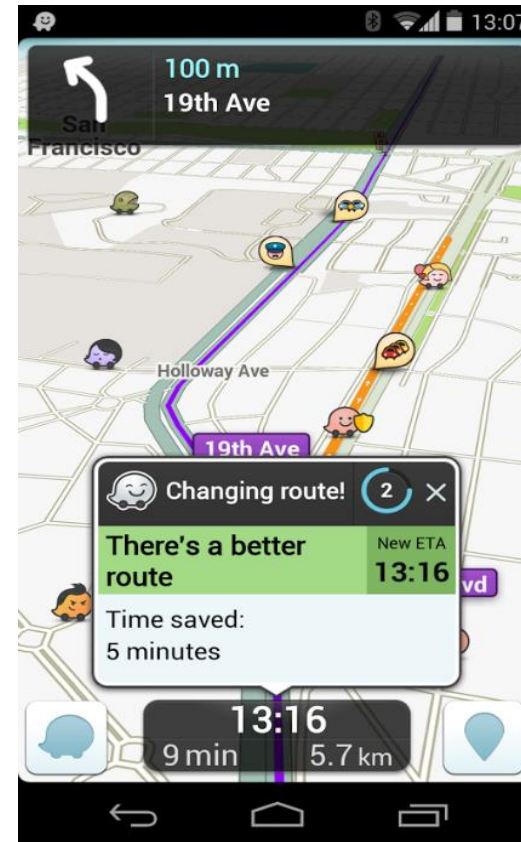 13:07
100 m
19th Ave
San
Francisco
Holloway Ave
19th Ave
Changing route!
2
There's a better
route
New ETA
13:16
vd
Time saved:
5 minutes
13:16
9 min
5.7 km